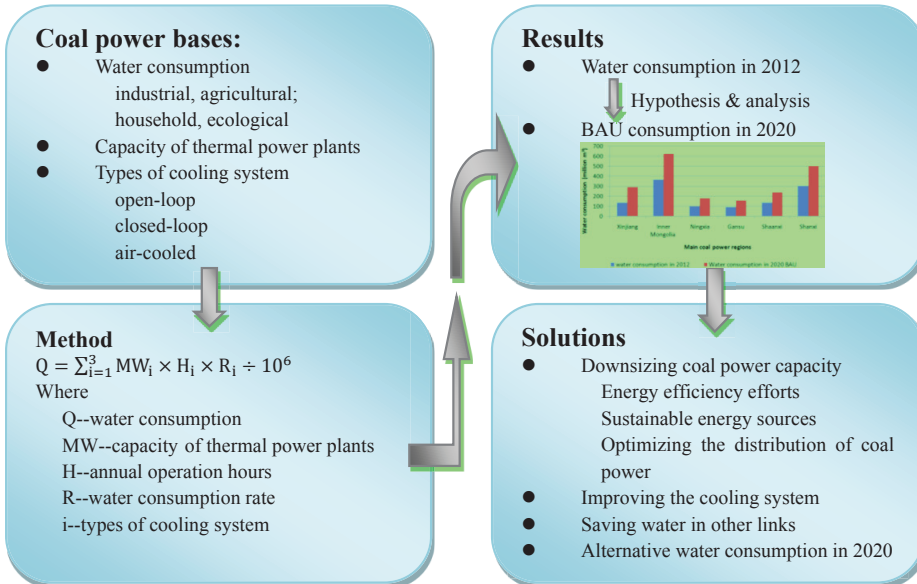 Coal power bases:
● Water consumption
industrial, agricultural;
household, ecological
● Capacity of thermal power plants
● Types of cooling system
open-loop
closed-loop
air-cooled
Method
Q = ∑³ᵢ₌₁ MWᵢ × Hᵢ × Rᵢ ÷ 10⁶
Where
Q--water consumption
MW--capacity of thermal power plants
H--annual operation hours
R--water consumption rate
i--types of cooling system
Results
● Water consumption in 2012
Hypothesis & analysis
● BAU consumption in 2020
Water consumption (million m³)
700
600
500
400
300
200
100
0
Xinjiang Inner Mongolia Ningxia Gansu Shaanxi Shanxi
Main coal power regions
water consumption in 2012 Water consumption in 2020 BAU
Solutions
● Downsizing coal power capacity
Energy efficiency efforts
Sustainable energy sources
Optimizing the distribution of coal
power
● Improving the cooling system
● Saving water in other links
● Alternative water consumption in 2020